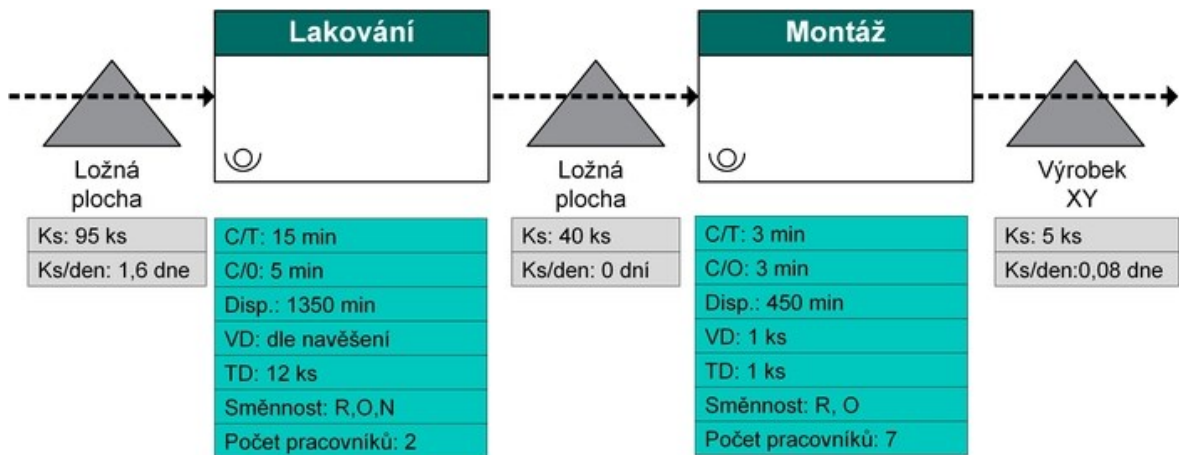 Lakování
Montáž
Ložná
plocha
Ložná
plocha
Výrobek
XY
Ks: 95 ks
Ks/den: 1,6 dne
C/T: 15 min
C/0: 5 min
Disp.: 1350 min
VD: dle navěšení
TD: 12 ks
Směnnost: R,O,N
Počet pracovníků: 2
Ks: 40 ks
Ks/den: 0 dní
C/T: 3 min
C/O: 3 min
Disp.: 450 min
VD: 1 ks
TD: 1 ks
Směnnost: R, O
Počet pracovníků: 7
Ks: 5 ks
Ks/den:0,08 dne